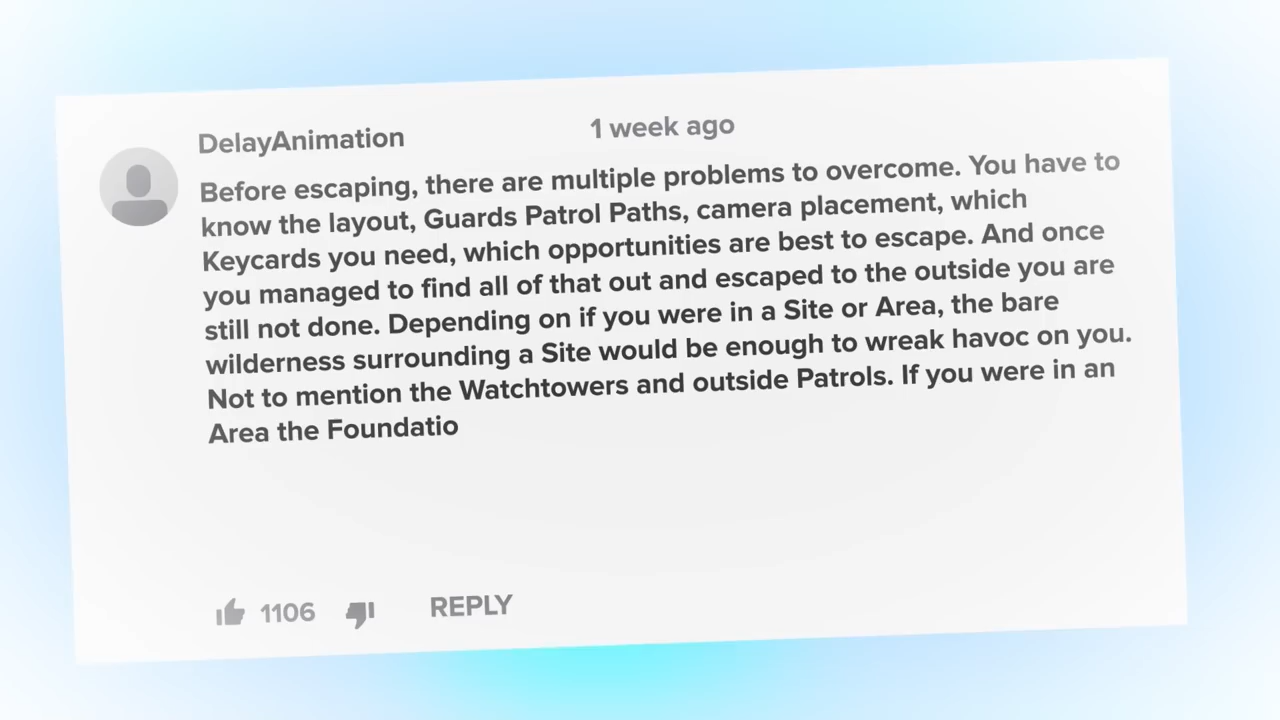 DelayAnimation
1 week ago
Before escaping, there are multiple problems to overcome. You have to
know the layout, Guards Patrol Paths, camera placement, which
Keycards you need, which opportunities are best to escape. And once
you managed to find all of that out and escaped to the outside you are
still not done. Depending on if you were in a Site or Area, the bare
wilderness surrounding a Site would be enough to wreak havoc on you.
Not to mention the Watchtowers and outside Patrols. If you were in an
Area the Foundatio
1106
REPLY